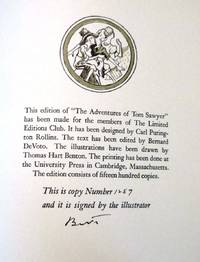 This edition of "The Adventures of Tom Sawyer"
has been made for the members of The Limited
Editions Club. It has been designed by Carl Puring-
ton Rollins. The text has been edited by Bernard
DeVoto. The illustrations have been drawn by
Thomas Hart Benton. The printing has been done at
the University Press in Cambridge, Massachusetts.
The edition consists of fifteen hundred copies.
This is copy Number
and it is signed by the illustrator